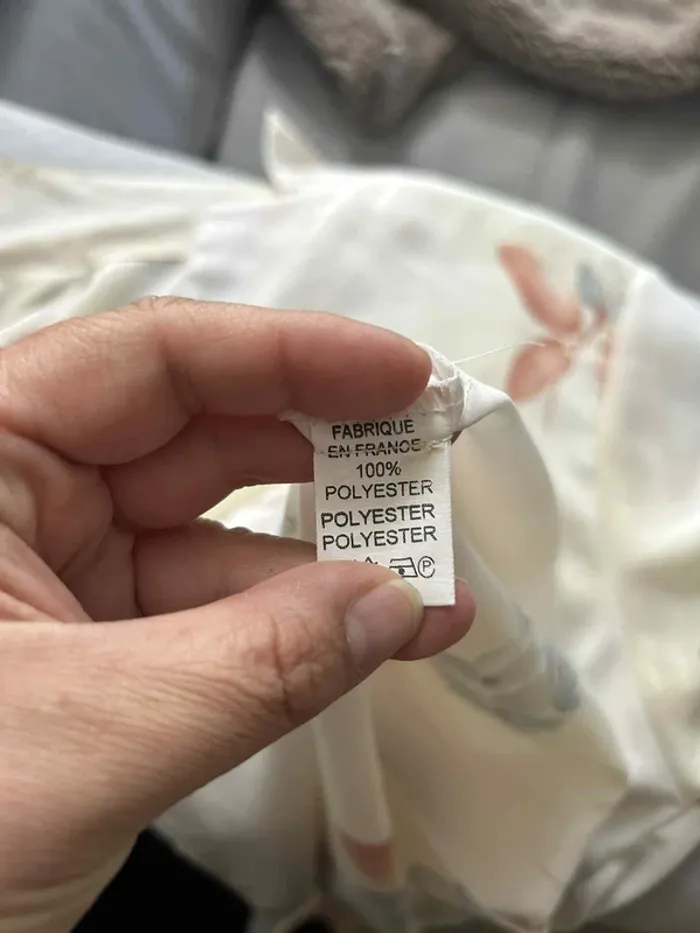 FABRIQUE
EN FRANCE
100%
POLYESTER
POLYESTER
POLYESTER
P